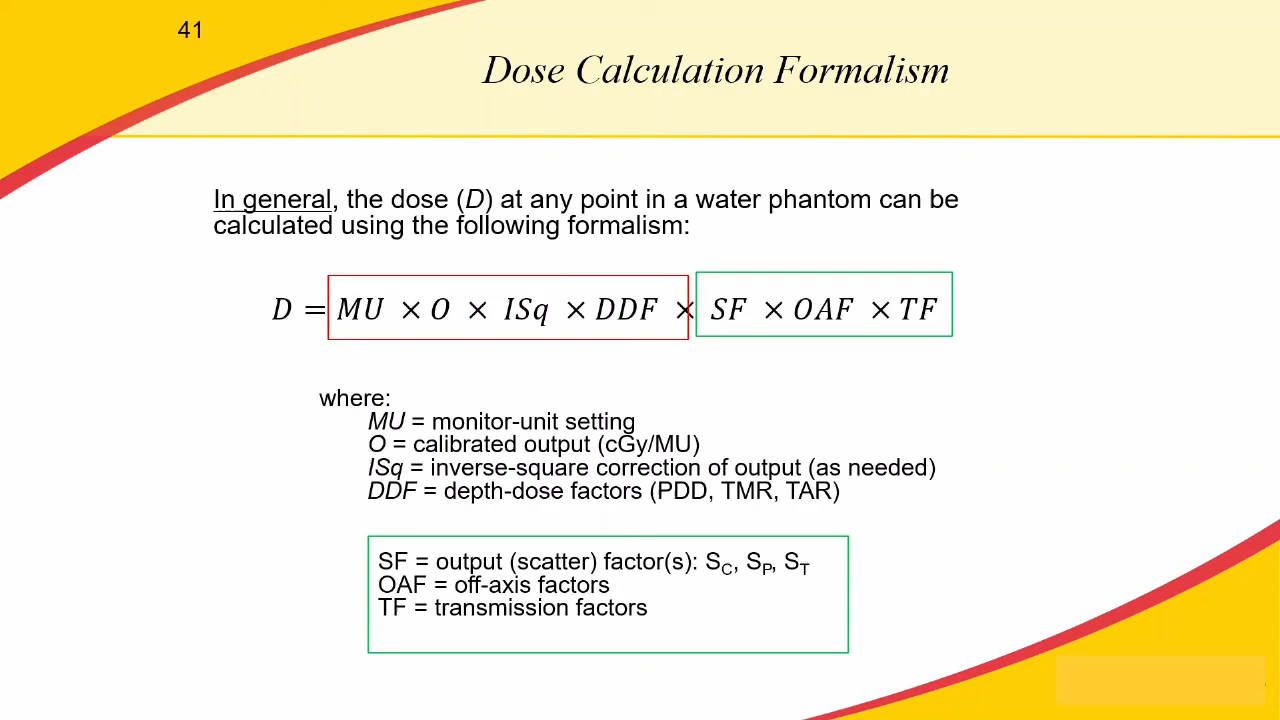 41
Dose Calculation Formalism
In general, the dose (D) at any point in a water phantom can be
calculated using the following formalism:
D = MU × O × ISq × DDF × SF × OAF × TF
where:
MU = monitor-unit setting
O = calibrated output (cGy/MU)
ISq = inverse-square correction of output (as needed)
DDF = depth-dose factors (PDD, TMR, TAR)
SF = output (scatter) factor(s): S_C, S_P, S_T
OAF = off-axis factors
TF = transmission factors